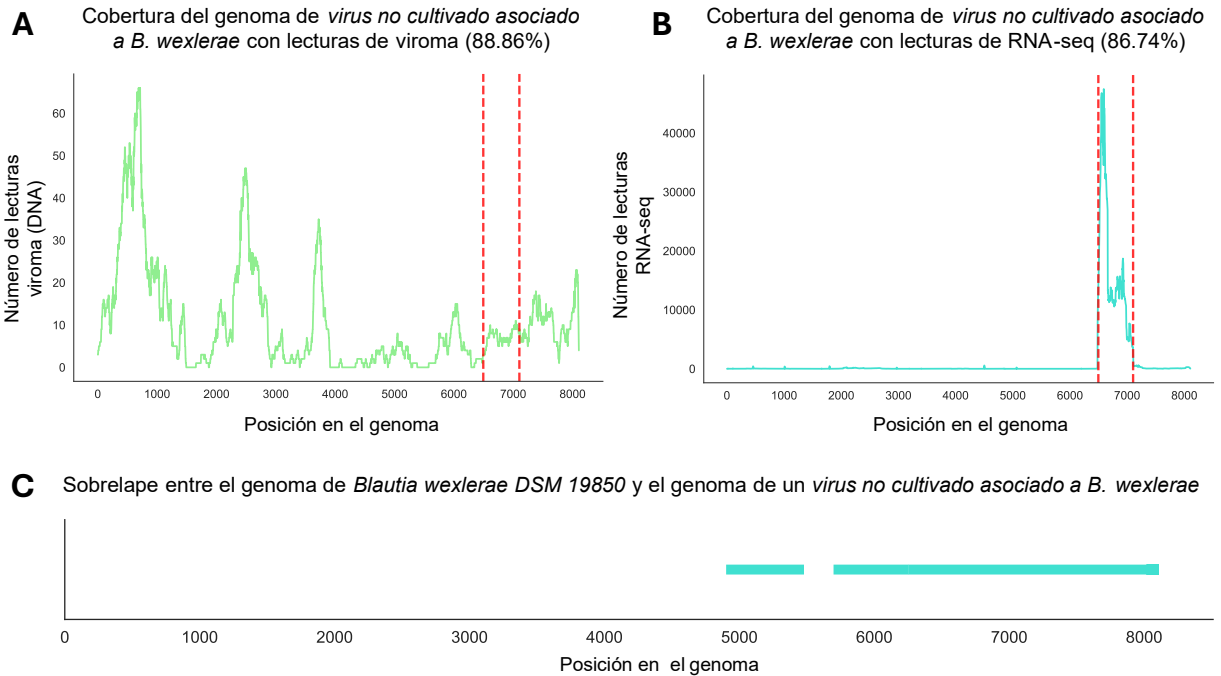 A
Cobertura del genoma de virus no cultivado asociado
a B. wexlerae con lecturas de viroma (88.86%)
Número de lecturas
viroma (DNA)
60
50
40
30
20
10
0
0 1000 2000 3000 4000 5000 6000 7000 8000
Posición en el genoma
B
Cobertura del genoma de virus no cultivado asociado
a B. wexlerae con lecturas de RNA-seq (86.74%)
Número de lecturas
RNA-seq
40000
30000
20000
10000
0
0 1000 2000 3000 4000 5000 6000 7000 8000
Posición en el genoma
C
Sobrelape entre el genoma de Blautia wexlerae DSM 19850 y el genoma de un virus no cultivado asociado a B. wexlerae
0 1000 2000 3000 4000 5000 6000 7000 8000
Posición en el genoma